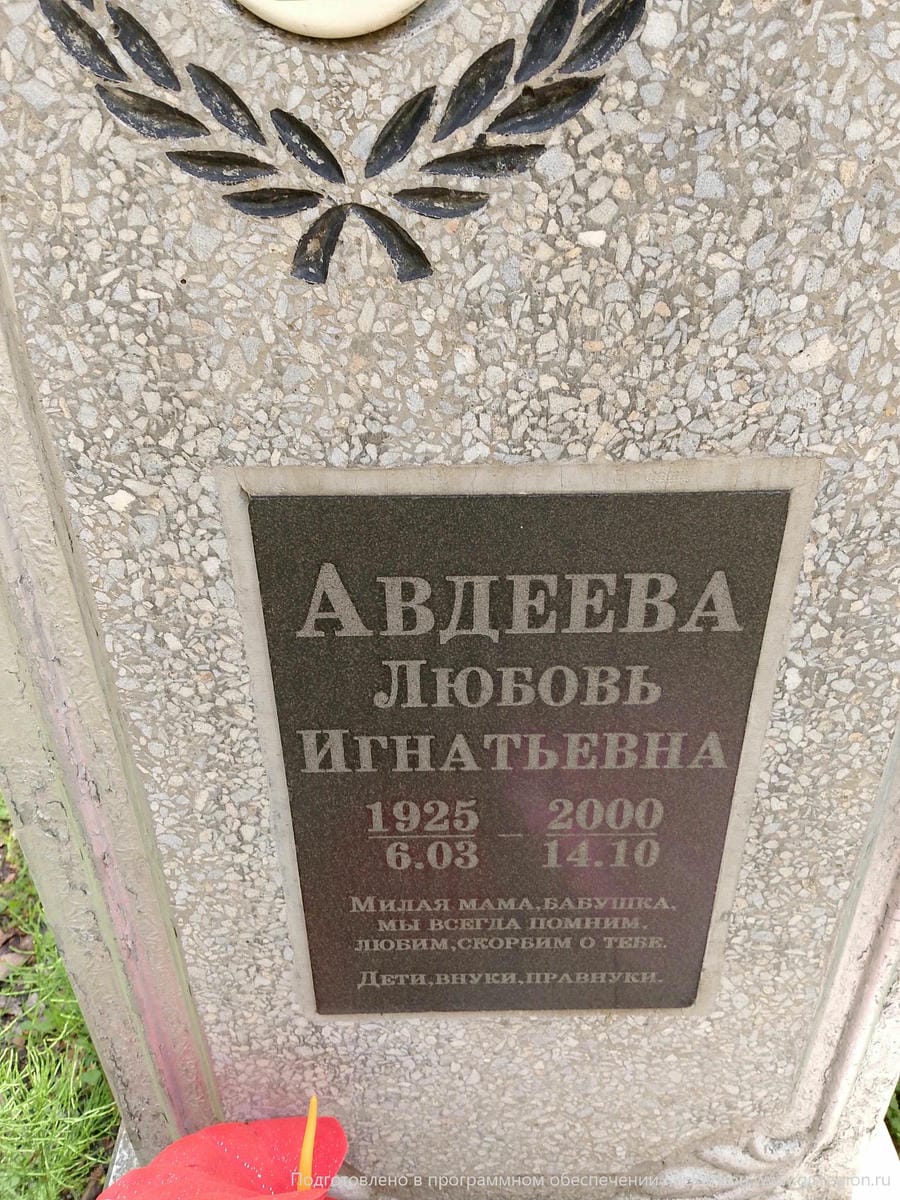 АВДЕЕВА
ЛЮБОВЬ
ИГНАТЬЕВНА
1925 – 2000
6.03 14.10
МИЛАЯ МАМА,БАБУШКА,
МЫ ВСЕГДА ПОМНИМ,
ЛЮБИМ,СКОРБИМ О ТЕБЕ.
ДЕТИ,ВНУКИ,ПРАВНУКИ.
Подготовлено в программном обеспечении